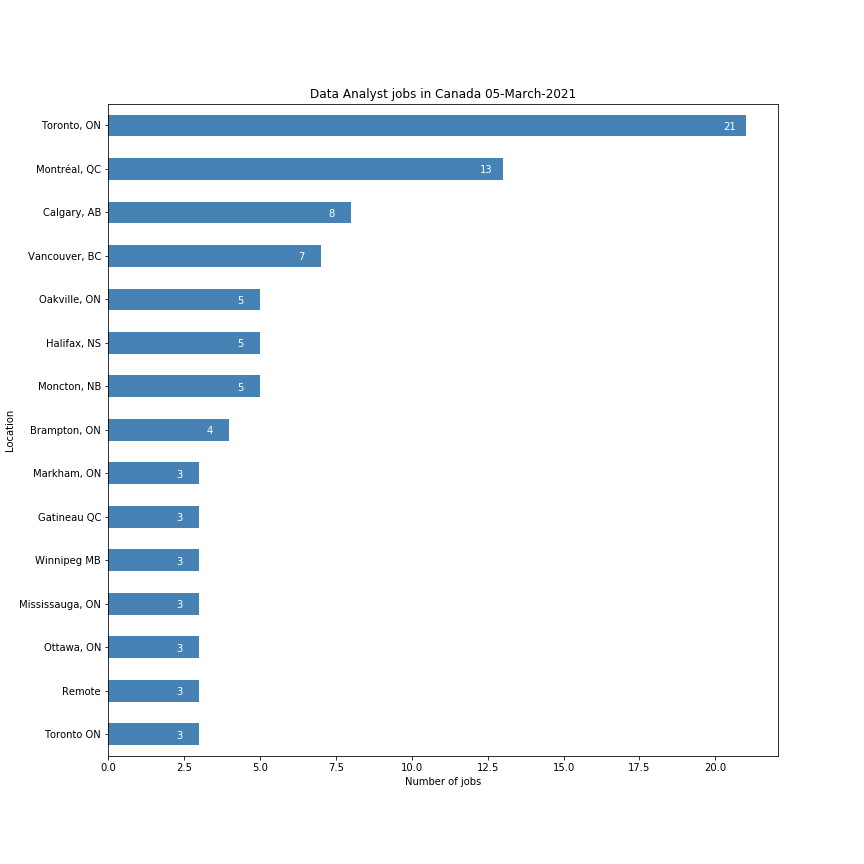 Data Analyst jobs in Canada 05-March-2021
Toronto, ON 21
Montréal, QC 13
Calgary, AB 8
Vancouver, BC 7
Oakville, ON 5
Halifax, NS 5
Moncton, NB 5
Brampton, ON 4
Markham, ON 3
Gatineau QC 3
Winnipeg MB 3
Mississauga, ON 3
Ottawa, ON 3
Remote 3
Toronto ON 3
Location
0.0 2.5 5.0 7.5 10.0 12.5 15.0 17.5 20.0
Number of jobs